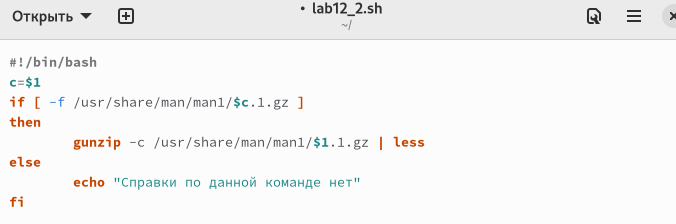 Открыть
• lab12_2.sh
~/
#!/bin/bash
c=$1
if [ -f /usr/share/man/man1/$c.1.gz ]
then
gunzip -c /usr/share/man/man1/$1.1.gz | less
else
echo "Справки по данной команде нет"
fi